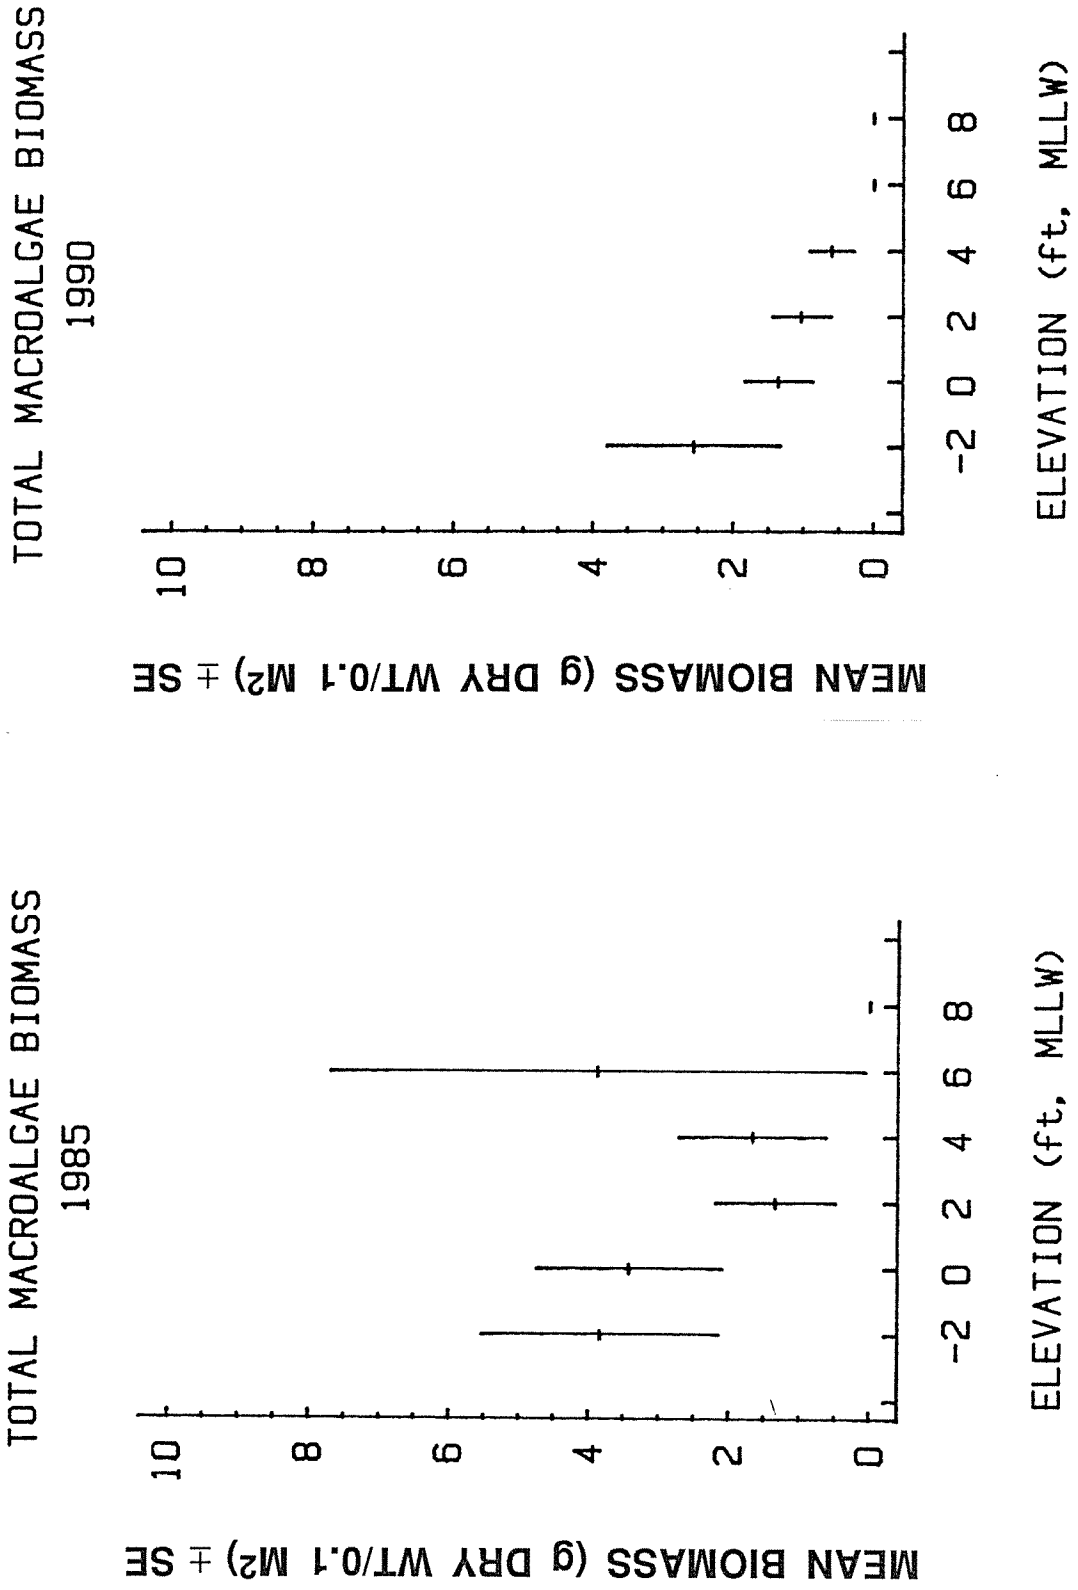 TOTAL MACROALGAE BIOMASS
1985
MEAN BIOMASS (g DRY WT/0.1 M²) ± SE
10
8
6
4
2
0
-2 0 2 4 6 8
ELEVATION (ft, MLLW)
TOTAL MACROALGAE BIOMASS
1990
MEAN BIOMASS (g DRY WT/0.1 M²) ± SE
10
8
6
4
2
0
-2 0 2 4 6 8
ELEVATION (ft, MLLW)